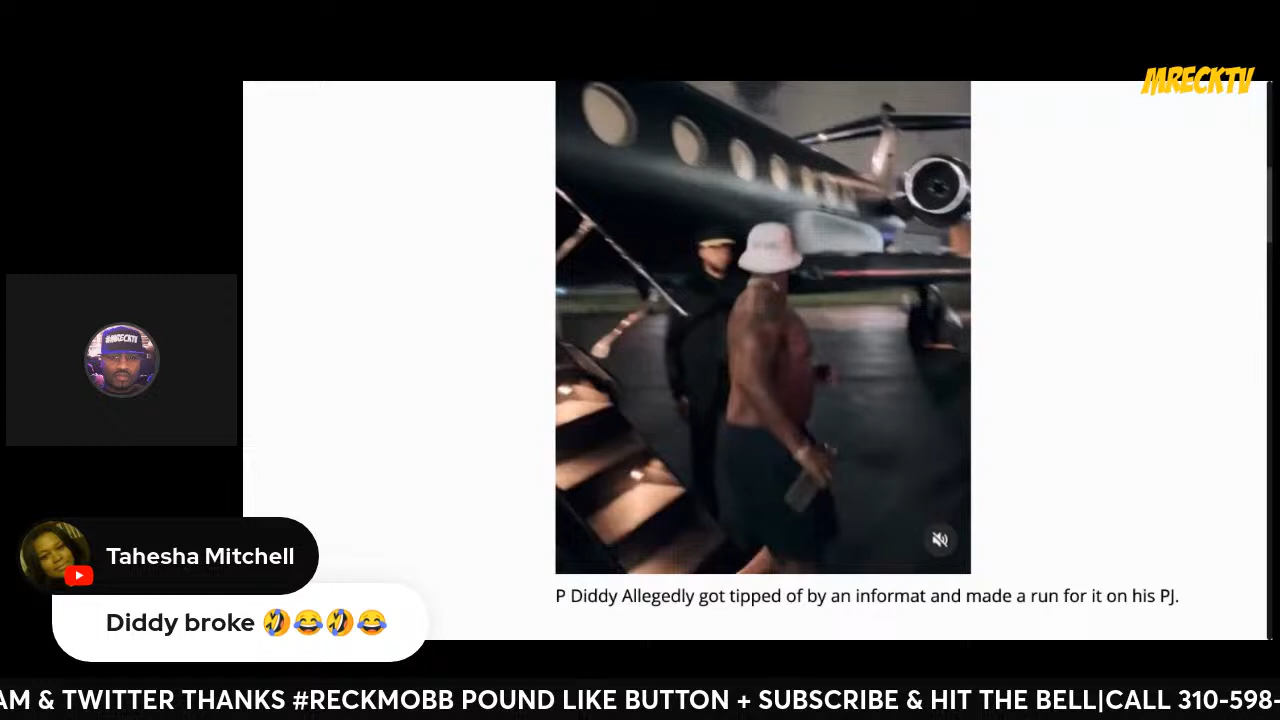 MRECKTV
#MRECKTV
P Diddy Allegedly got tipped of by an informat and made a run for it on his PJ.
Tahesha Mitchell
Diddy broke 🤣😂🤣😂
AM & TWITTER THANKS #RECKMOBB POUND LIKE BUTTON + SUBSCRIBE & HIT THE BELL|CALL 310-598-